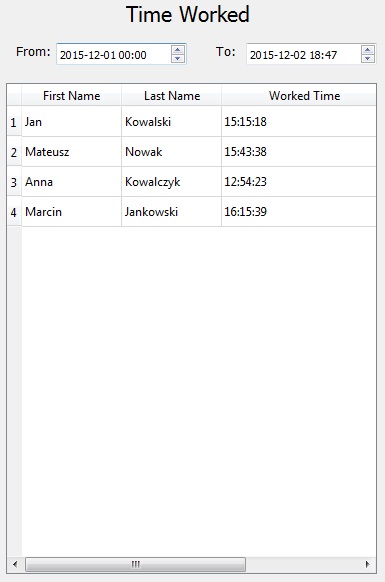 Time Worked
From: 2015-12-01 00:00 To: 2015-12-02 18:47
First Name Last Name Worked Time
1 Jan Kowalski 15:15:18
2 Mateusz Nowak 15:43:38
3 Anna Kowalczyk 12:54:23
4 Marcin Jankowski 16:15:39